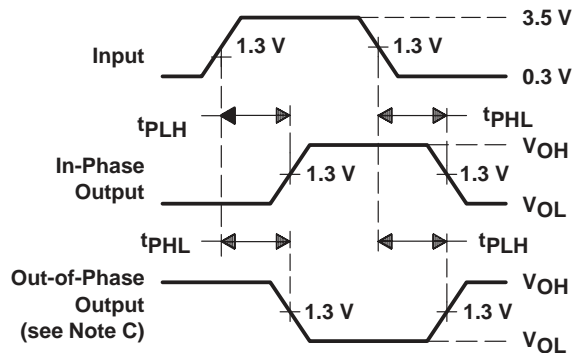 3.5 V
1.3 V
1.3 V
Input
0.3 V
tPLH
tPHL
VOH
In-Phase
Output
1.3 V
1.3 V
VOL
tPHL
tPLH
Out-of-Phase
Output
(see Note C)
VOH
1.3 V
1.3 V
VOL